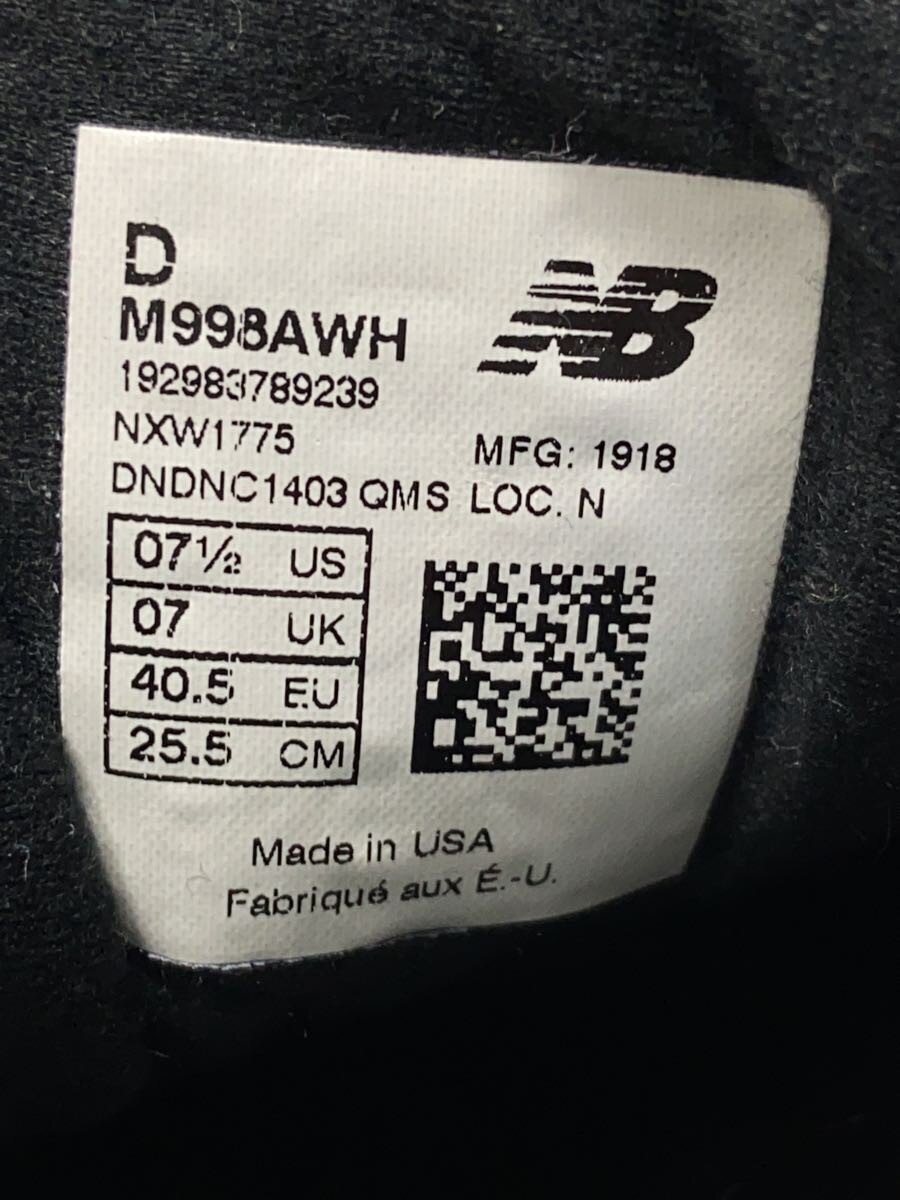 D
NB
M998AWH
192983789239
NXW1775
MFG: 1918
DNDNC1403 QMS LOC. N
07½ US
07 UK
40.5 EU
25.5 CM
Made in USA
Fabriqué aux É.-U.